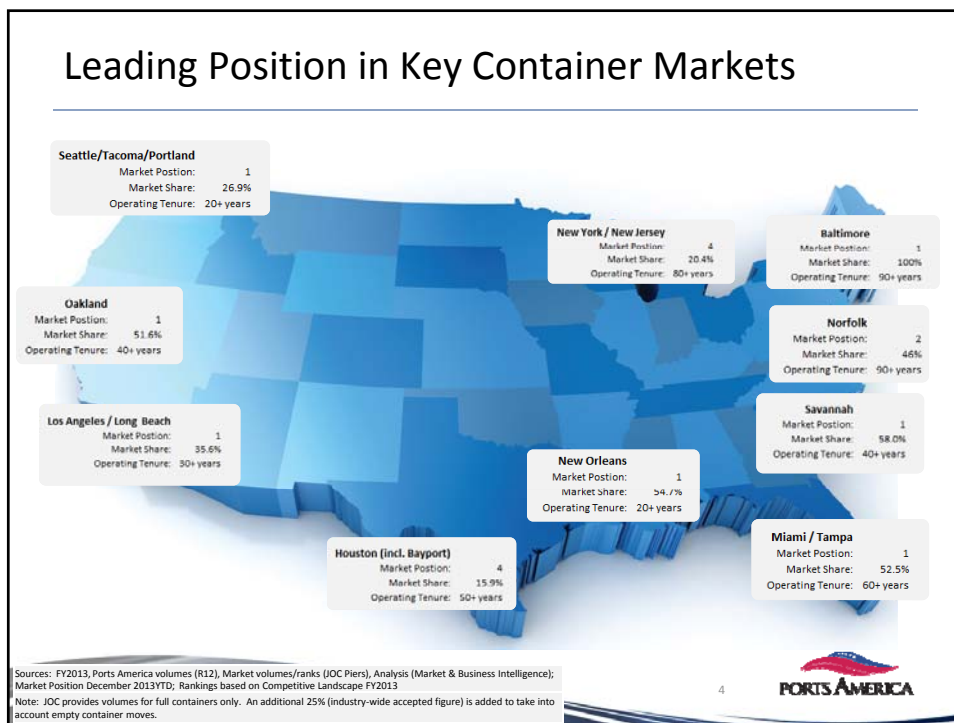 Leading Position in Key Container Markets
Seattle/Tacoma/Portland
Market Postion: 1
Market Share: 26.9%
Operating Tenure: 20+ years
New York / New Jersey
Market Postion: 4
Market Share: 20.4%
Operating Tenure: 80+ years
Baltimore
Market Postion: 1
Market Share: 100%
Operating Tenure: 90+ years
Oakland
Market Postion: 1
Market Share: 51.6%
Operating Tenure: 40+ years
Norfolk
Market Postion: 2
Market Share: 46%
Operating Tenure: 90+ years
Los Angeles / Long Beach
Market Postion: 1
Market Share: 35.6%
Operating Tenure: 30+ years
Savannah
Market Postion: 1
Market Share: 58.0%
Operating Tenure: 40+ years
New Orleans
Market Postion: 1
Market Share: 54.7%
Operating Tenure: 20+ years
Houston (incl. Bayport)
Market Postion: 4
Market Share: 15.9%
Operating Tenure: 50+ years
Miami / Tampa
Market Postion: 1
Market Share: 52.5%
Operating Tenure: 60+ years
Sources: FY2013, Ports America volumes (R12), Market volumes/ranks (JOC Piers), Analysis (Market & Business Intelligence);
Market Position December 2013YTD; Rankings based on Competitive Landscape FY2013
Note: JOC provides volumes for full containers only. An additional 25% (industry-wide accepted figure) is added to take into
account empty container moves.
4
PORTS AMERICA